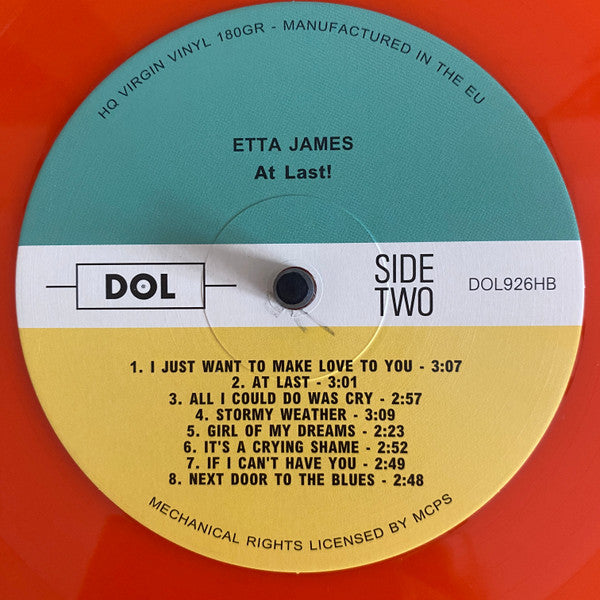 HQ VIRGIN VINYL 180GR - MANUFACTURED IN THE EU
ETTA JAMES
At Last!
DOL
SIDE
TWO
DOL926HB
1. I JUST WANT TO MAKE LOVE TO YOU - 3:07
2. AT LAST - 3:01
3. ALL I COULD DO WAS CRY - 2:57
4. STORMY WEATHER - 3:09
5. GIRL OF MY DREAMS - 2:23
6. IT'S A CRYING SHAME - 2:52
7. IF I CAN'T HAVE YOU - 2:49
8. NEXT DOOR TO THE BLUES - 2:48
MECHANICAL RIGHTS LICENSED BY MCPS